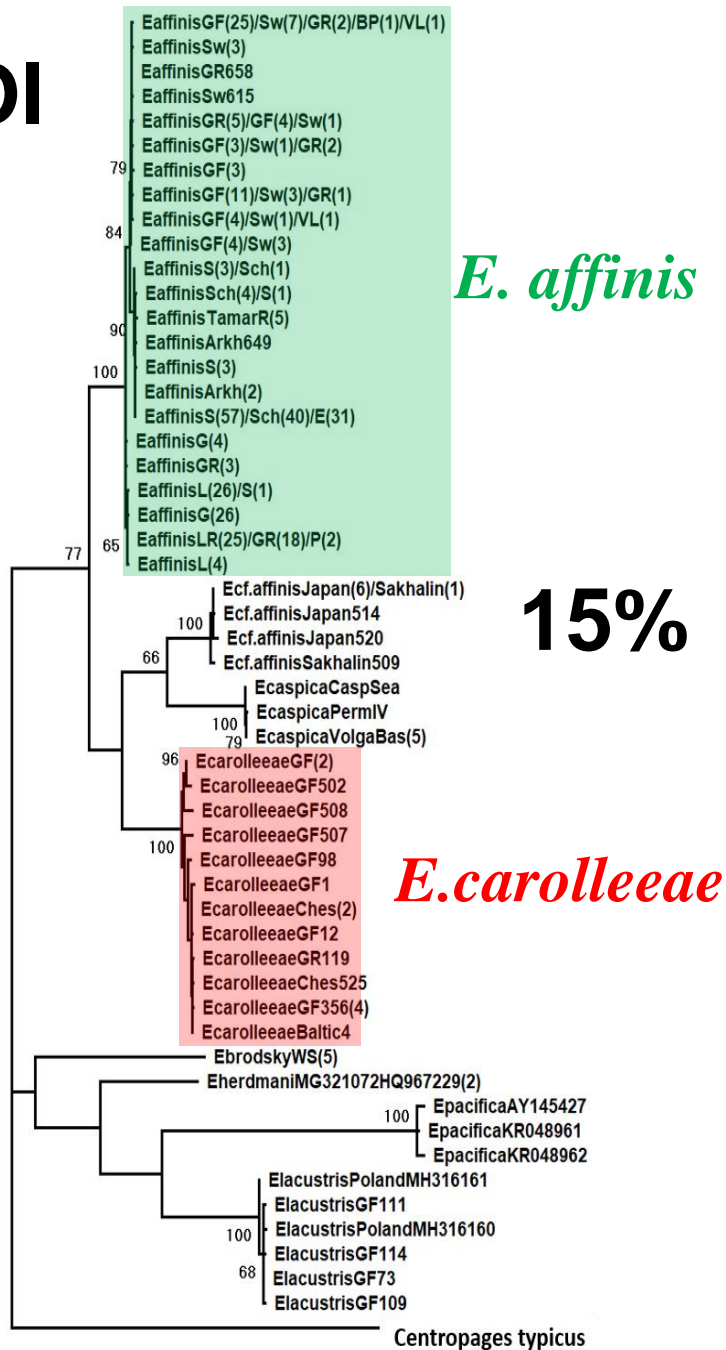 OI
EaffinisGF(25)/Sw(7)/GR(2)/BP(1)/VL(1)
EaffinisSw(3)
EaffinisGR658
EaffinisSw615
EaffinisGR(5)/GF(4)/Sw(1)
EaffinisGF(3)/Sw(1)/GR(2)
79
EaffinisGF(3)
EaffinisGF(11)/Sw(3)/GR(1)
EaffinisGF(4)/Sw(1)/VL(1)
84
EaffinisGF(4)/Sw(3)
EaffinisS(3)/Sch(1)
E. affinis
EaffinisSch(4)/S(1)
EaffinisTamarR(5)
90
EaffinisArkh649
EaffinisS(3)
100
EaffinisArkh(2)
EaffinisS(57)/Sch(40)/E(31)
EaffinisG(4)
EaffinisGR(3)
EaffinisL(26)/S(1)
EaffinisG(26)
EaffinisLR(25)/GR(18)/P(2)
65
77
EaffinisL(4)
Ecf.affinisJapan(6)/Sakhalin(1)
Ecf.affinisJapan514
15%
100
Ecf.affinisJapan520
66
Ecf.affinisSakhalin509
EcaspicaCaspSea
EcaspicaPermIV
100
EcaspicaVolgaBas(5)
79
96
EcarolleeaeGF(2)
EcarolleeaeGF502
EcarolleeaeGF508
EcarolleeaeGF507
100
EcarolleeaeGF98
EcarolleeaeGF1
E.carolleeae
EcarolleeaeChes(2)
EcarolleeaeGF12
EcarolleeaeGR119
EcarolleeaeChes525
EcarolleeaeGF356(4)
EcarolleeaeBaltic4
EbrodskyWS(5)
EherdmaniMG321072HQ967229(2)
EpacificaAY145427
100
EpacificaKR048961
EpacificaKR048962
ElacustrisPolandMH316161
ElacustrisGF111
ElacustrisPolandMH316160
100
ElacustrisGF114
68
ElacustrisGF73
ElacustrisGF109
Centropages typicus